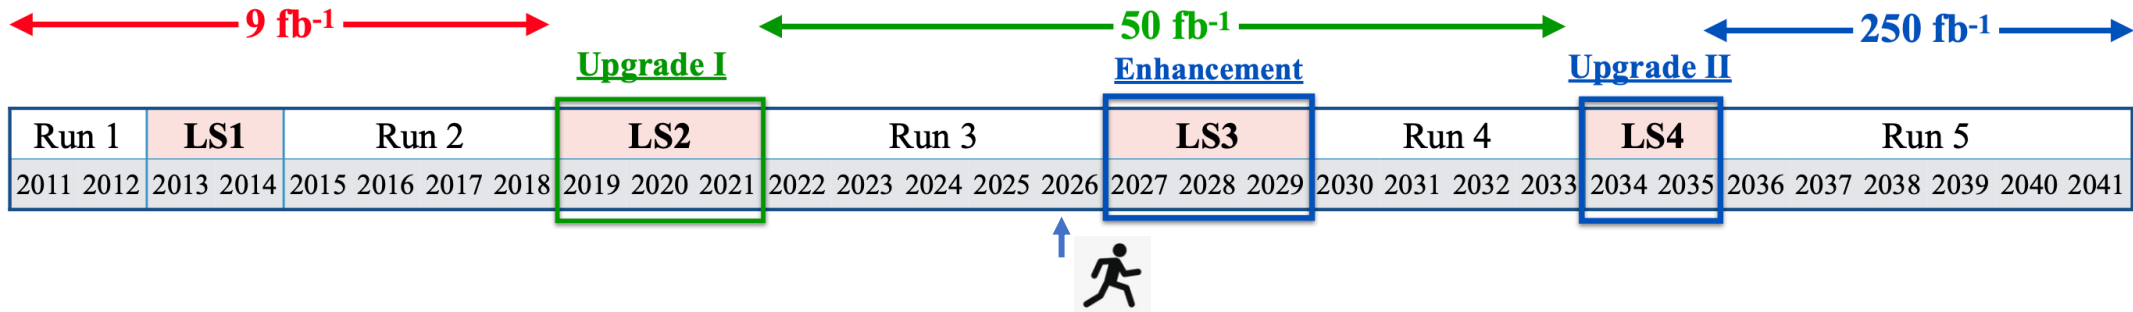 9 fb-1 50 fb-1 250 fb-1
Upgrade I Enhancement Upgrade II
Run 1 LS1 Run 2 LS2 Run 3 LS3 Run 4 LS4 Run 5
2011 2012 2013 2014 2015 2016 2017 2018 2019 2020 2021 2022 2023 2024 2025 2026 2027 2028 2029 2030 2031 2032 2033 2034 2035 2036 2037 2038 2039 2040 2041